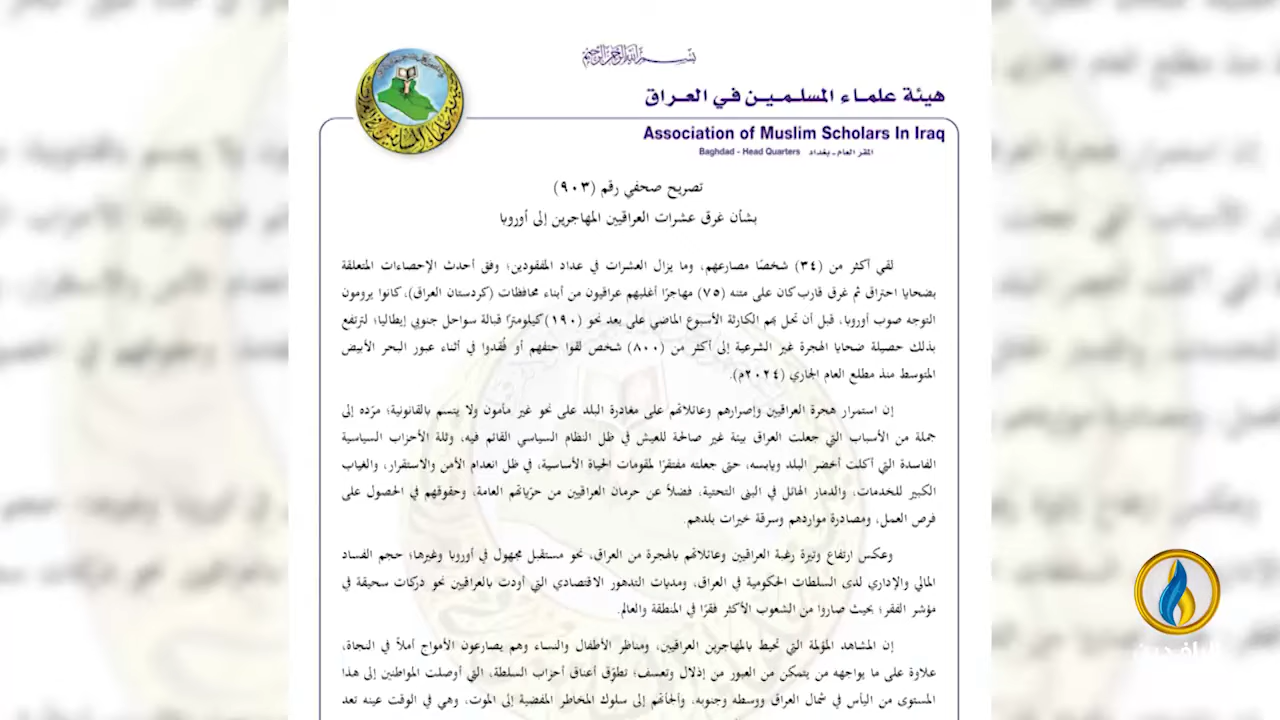 بسم الله الرحمن الرحيم
هيئة علماء المسلمين في العراق
Association of Muslim Scholars In Iraq
Baghdad - Head Quarters المقر العام - بغداد
تصريح صحفي رقم (٩٠٣)
بشأن غرق عشرات العراقيين المهاجرين إلى أوروبا
لقي أكثر من (٣٤) شخصًا مصارعهم، وما يزال العشرات في عداد المفقودين؛ وفق أحدث الإحصاءات المتعلقة
بضحايا احتراق ثم غرق قارب كان على متنه (٧٥) مهاجرًا أغلبهم عراقيون من أبناء محافظات (كردستان العراق)، كانوا يرومون
التوجه صوب أوروبا، قبل أن تحل بهم الكارثة الأسبوع الماضي على بعد نحو (١٩٠) كيلومترًا قبالة سواحل جنوبي إيطاليا؛ لترتفع
بذلك حصيلة ضحايا الهجرة غير الشرعية إلى أكثر من (٨٠٠) شخص لقوا حتفهم أو فُقدوا في أثناء عبور البحر الأبيض
المتوسط منذ مطلع العام الجاري (٢٠٢٤م).
إن استمرار هجرة العراقيين وإصرارهم وعائلاتهم على مغادرة البلد على نحو غير مأمون ولا يتسم بالقانونية؛ مرّده إلى
جملة من الأسباب التي جعلت العراق بيئة غير صالحة للعيش في ظل النظام السياسي القائم فيه، وثلة الأحزاب السياسية
الفاسدة التي أكلت أخضر البلد ويابسه، حتى جعلته مفتقرًا لمقومات الحياة الأساسية، في ظل انعدام الأمن والاستقرار، والغياب
الكبير للخدمات، والدمار الهائل في البنى التحتية، فضلاً عن حرمان العراقيين من حرّياتهم العامة، وحقوقهم في الحصول على
فرص العمل، ومصادرة مواردهم وسرقة خيرات بلدهم.
وعكس ارتفاع وتيرة رغبة العراقيين وعائلاتهم بالهجرة من العراق، نحو مستقبل مجهول في أوروبا وغيرها؛ حجم الفساد
المالي والإداري لدى السلطات الحكومية في العراق، ومديات التدهور الاقتصادي التي أودت بالعراقيين نحو دركات سحيقة في
مؤشر الفقر؛ بحيث صاروا من الشعوب الأكثر فقرًا في المنطقة والعالم.
إن المشاهد المؤلمة التي تحيط بالمهاجرين العراقيين، ومناظر الأطفال والنساء وهم يصارعون الأمواج أملاً في النجاة،
علاوة على ما يواجهه من يتمكن من العبور من إذلال وتعسف؛ تطوّق أعناق أحزاب السلطة، التي أوصلت المواطنين إلى هذا
المستوى من اليأس في شمال العراق ووسطه وجنوبه، وألجأتهم إلى سلوك المخاطر المفضية إلى الموت، وهي في الوقت عينه تعد
الرافدين